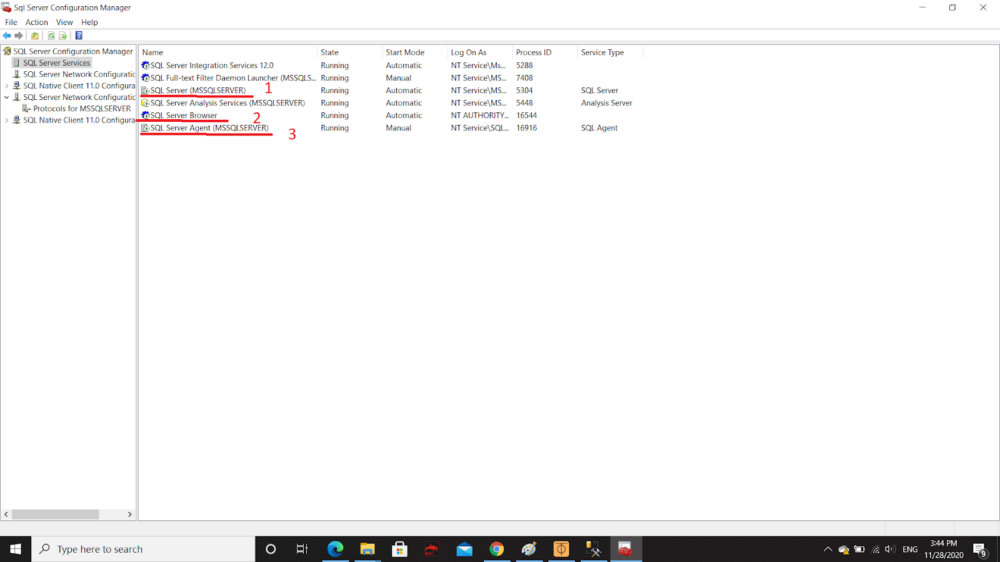 Sql Server Configuration Manager
File Action View Help
SQL Server Configuration Manager
SQL Server Services
SQL Server Network Configuratic
SQL Native Client 11.0 Configura
SQL Server Network Configuratic
Protocols for MSSQLSERVER
SQL Native Client 11.0 Configura
Name State Start Mode Log On As Process ID Service Type
SQL Server Integration Services 12.0 Running Automatic NT Service\Ms... 5288
SQL Full-text Filter Daemon Launcher (MSSQLS... Running Manual NT Service\MS... 7408
SQL Server (MSSQLSERVER) 1 Running Automatic NT Service\MS... 5304 SQL Server
SQL Server Analysis Services (MSSQLSERVER) Running Automatic NT Service\MS... 5448 Analysis Server
SQL Server Browser 2 Running Automatic NT AUTHORITY... 16544
SQL Server Agent (MSSQLSERVER) 3 Running Manual NT Service\SQL... 16916 SQL Agent
Type here to search
ENG
3:44 PM
11/28/2020
9